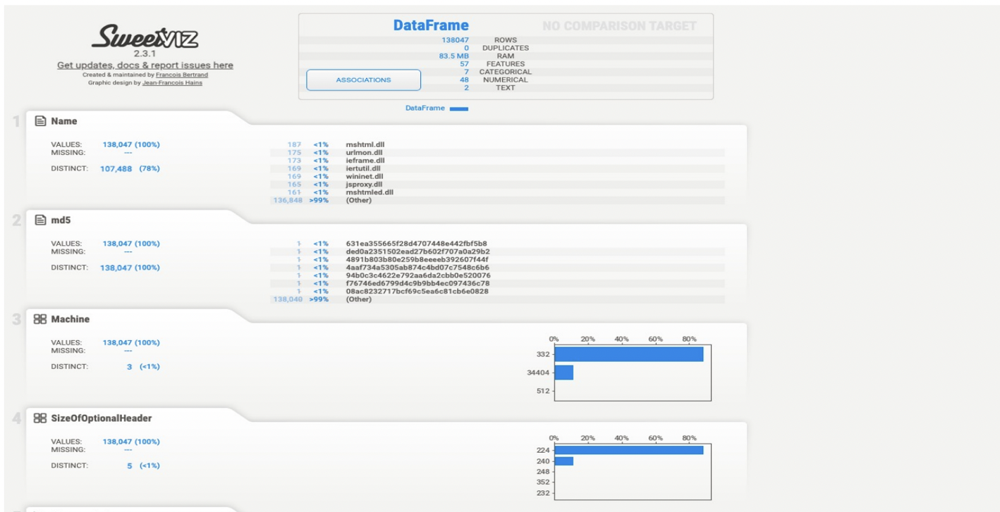 SweetVIZ
2.3.1
Get updates, docs & report issues here
Created & maintained by Francois Bertrand
Graphic design by Jean-Francois Hains
DataFrame NO COMPARISON TARGET
138047 ROWS
0 DUPLICATES
83.5 MB RAM
57 FEATURES
7 CATEGORICAL
48 NUMERICAL
2 TEXT
ASSOCIATIONS
DataFrame
1 Name
VALUES: 138,047 (100%)
MISSING: ---
DISTINCT: 107,488 (78%)
187 <1% mshtml.dll
175 <1% urlmon.dll
173 <1% ieframe.dll
169 <1% iertutil.dll
169 <1% wininet.dll
165 <1% jsproxy.dll
161 <1% mshtmled.dll
136,848 >99% (Other)
2 md5
VALUES: 138,047 (100%)
MISSING: ---
DISTINCT: 138,047 (100%)
1 <1% 631ea355665f28d4707448e442fbf5b8
1 <1% ded0a2351502ead27b602f707a0a29b2
1 <1% 4891b803b80e259b8eeeeb392607f44f
1 <1% 4aaf734a5305ab874c4bd07c7548c6b6
1 <1% 94b0c3c4622e792aa6da2cbb0e520076
1 <1% f76746ed6799d4c9b9bb4ec097436c78
1 <1% 08ac8232717bcf69c5ea6c81cb6e0828
138,040 >99% (Other)
3 Machine
VALUES: 138,047 (100%)
MISSING: ---
DISTINCT: 3 (<1%)
0% 20% 40% 60% 80%
332
34404
512
4 SizeOfOptionalHeader
VALUES: 138,047 (100%)
MISSING: ---
DISTINCT: 5 (<1%)
0% 20% 40% 60% 80%
224
240
248
352
232